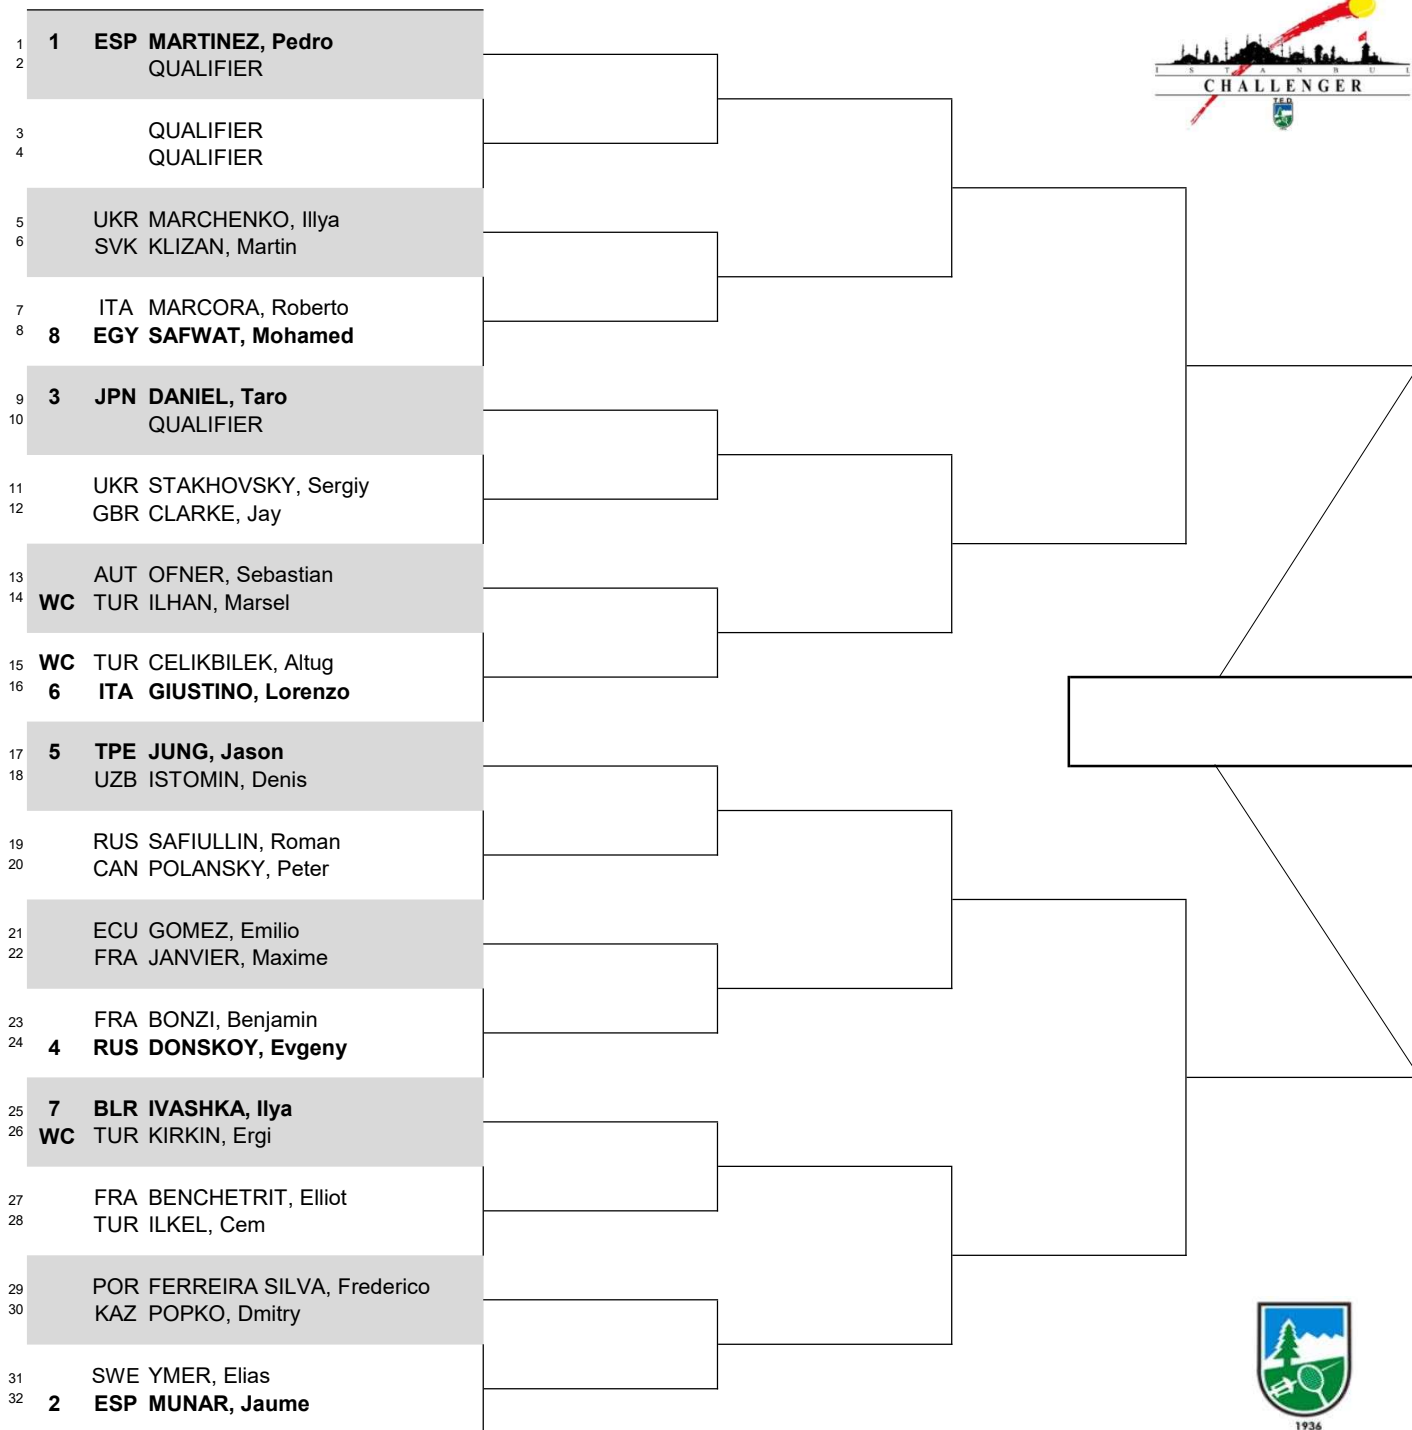 1 1 ESP MARTINEZ, Pedro
2 QUALIFIER
3 QUALIFIER
4 QUALIFIER
5 UKR MARCHENKO, Illya
6 SVK KLIZAN, Martin
7 ITA MARCORA, Roberto
8 8 EGY SAFWAT, Mohamed
9 3 JPN DANIEL, Taro
10 QUALIFIER
11 UKR STAKHOVSKY, Sergiy
12 GBR CLARKE, Jay
13 AUT OFNER, Sebastian
14 WC TUR ILHAN, Marsel
15 WC TUR CELIKBILEK, Altug
16 6 ITA GIUSTINO, Lorenzo
17 5 TPE JUNG, Jason
18 UZB ISTOMIN, Denis
19 RUS SAFIULLIN, Roman
20 CAN POLANSKY, Peter
21 ECU GOMEZ, Emilio
22 FRA JANVIER, Maxime
23 FRA BONZI, Benjamin
24 4 RUS DONSKOY, Evgeny
25 7 BLR IVASHKA, Ilya
26 WC TUR KIRKIN, Ergi
27 FRA BENCHETRIT, Elliot
28 TUR ILKEL, Cem
29 POR FERREIRA SILVA, Frederico
30 KAZ POPKO, Dmitry
31 SWE YMER, Elias
32 2 ESP MUNAR, Jaume
ISTANBUL
CHALLENGER
T.E.D
1936